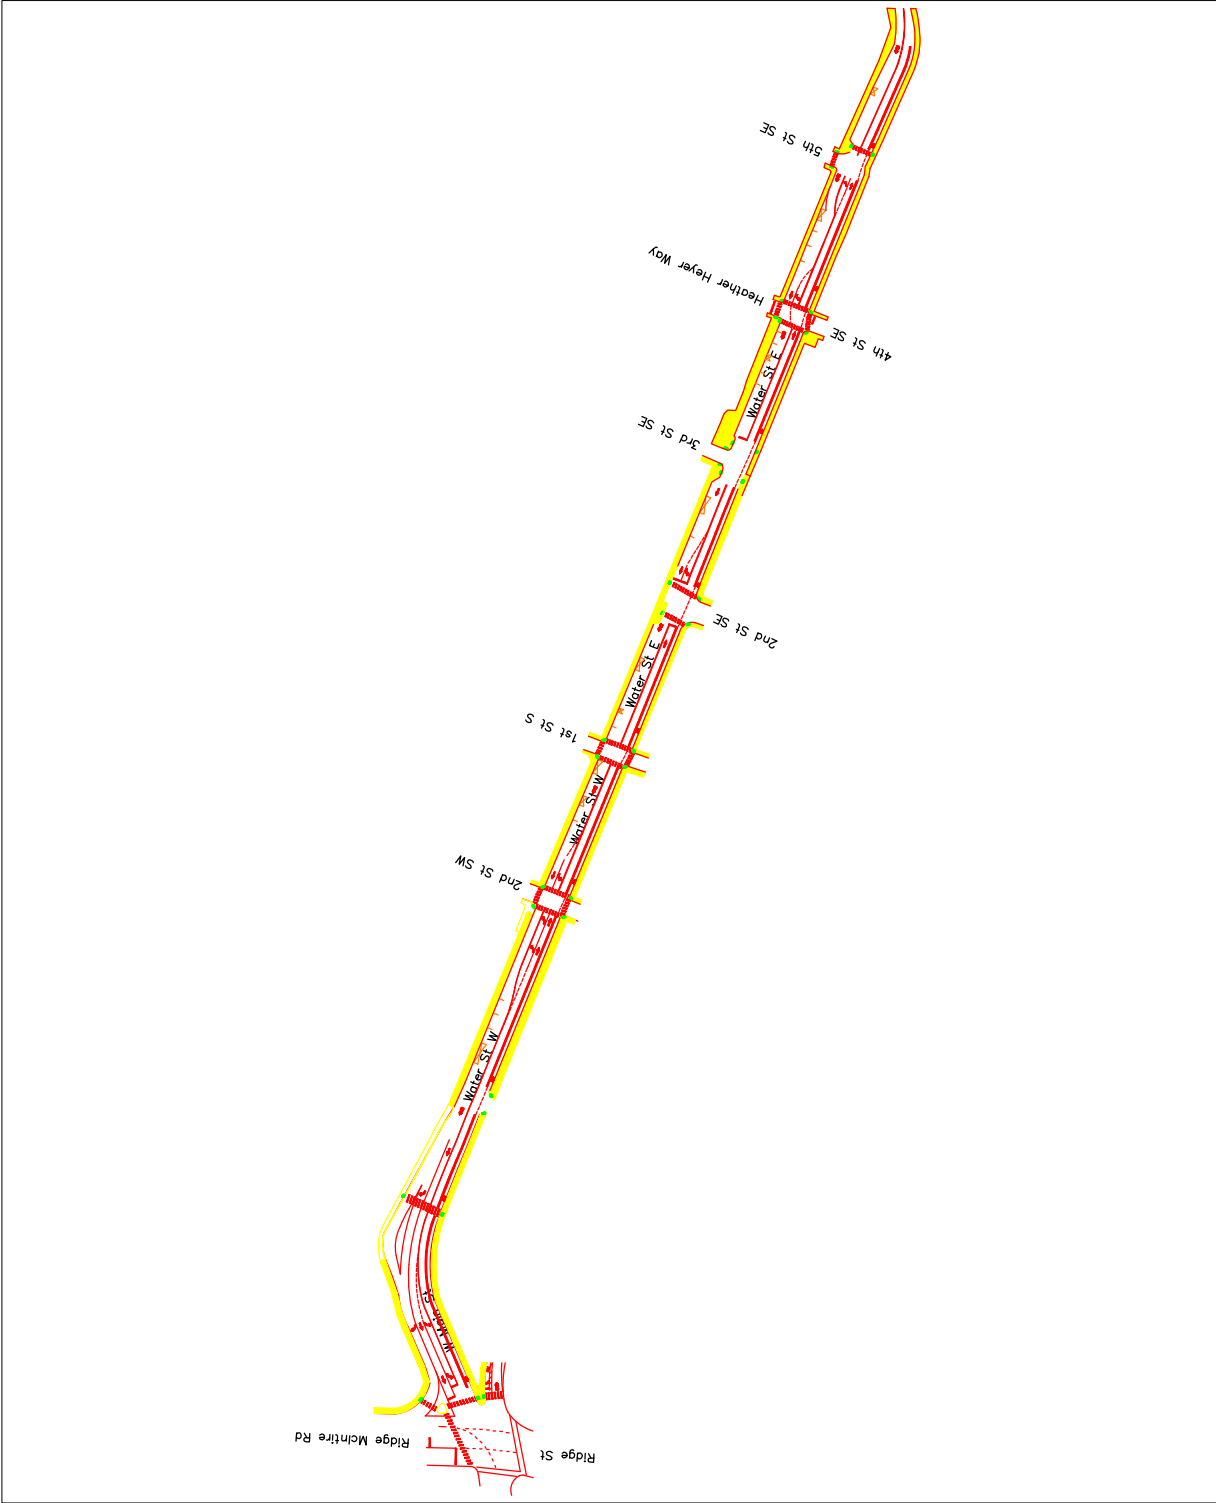 5th St SE
Heather Heyer Way
4th St SE
Water St E
3rd St SE
2nd St SE
Water St E
1st St S
Water St W
2nd St SW
Water St W
W Main St
Ridge McIntire Rd
Ridge St